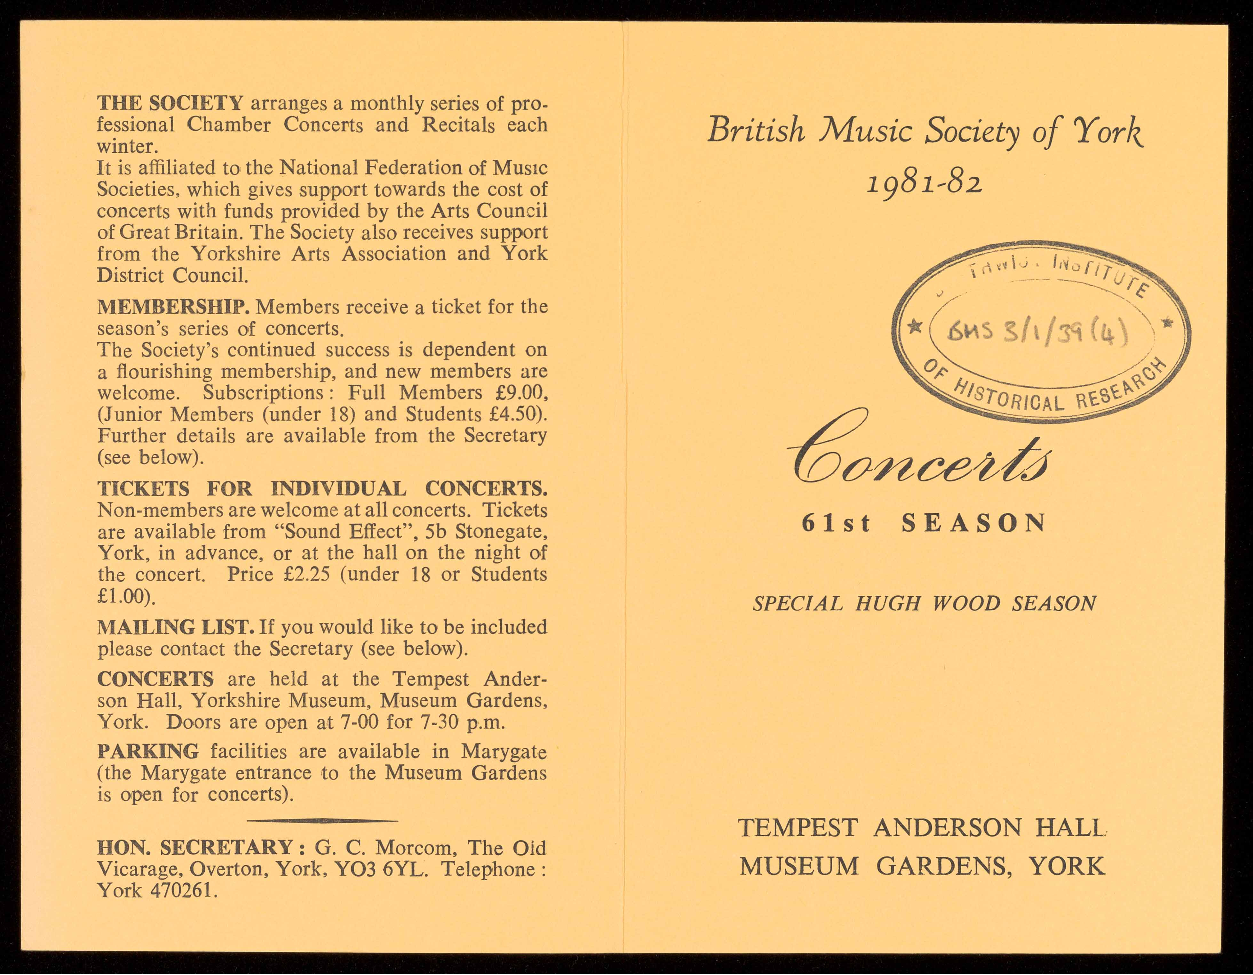 THE SOCIETY arranges a monthly series of pro-
fessional Chamber Concerts and Recitals each
winter.
It is affiliated to the National Federation of Music
Societies, which gives support towards the cost of
concerts with funds provided by the Arts Council
of Great Britain. The Society also receives support
from the Yorkshire Arts Association and York
District Council.
MEMBERSHIP. Members receive a ticket for the
season's series of concerts.
The Society's continued success is dependent on
a flourishing membership, and new members are
welcome. Subscriptions: Full Members £9.00,
(Junior Members (under 18) and Students £4.50).
Further details are available from the Secretary
(see below).
TICKETS FOR INDIVIDUAL CONCERTS.
Non-members are welcome at all concerts. Tickets
are available from "Sound Effect", 5b Stonegate,
York, in advance, or at the hall on the night of
the concert. Price £2.25 (under 18 or Students
£1.00).
MAILING LIST. If you would like to be included
please contact the Secretary (see below).
CONCERTS are held at the Tempest Ander-
son Hall, Yorkshire Museum, Museum Gardens,
York. Doors are open at 7-00 for 7-30 p.m.
PARKING facilities are available in Marygate
(the Marygate entrance to the Museum Gardens
is open for concerts).
HON. SECRETARY: G. C. Morcom, The Old
Vicarage, Overton, York, YO3 6YL. Telephone:
York 470261.
British Music Society of York
1981-82
INSTITUTE
BMS 3/1/39 (4)
OF HISTORICAL RESEARCH
Concerts
61st SEASON
SPECIAL HUGH WOOD SEASON
TEMPEST ANDERSON HALL
MUSEUM GARDENS, YORK